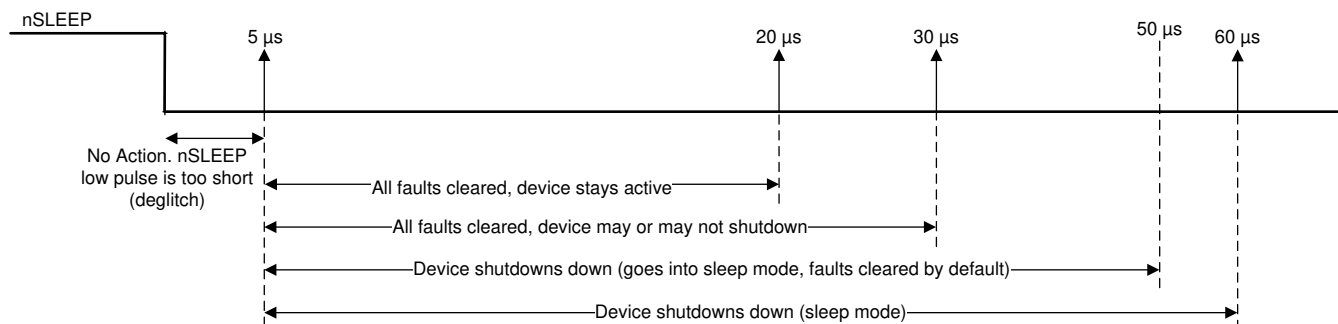 nSLEEP
5 µs
20 µs
30 µs
50 µs
60 µs
No Action. nSLEEP
low pulse is too short
(deglitch)
All faults cleared, device stays active
All faults cleared, device may or may not shutdown
Device shutdowns down (goes into sleep mode, faults cleared by default)
Device shutdowns down (sleep mode)